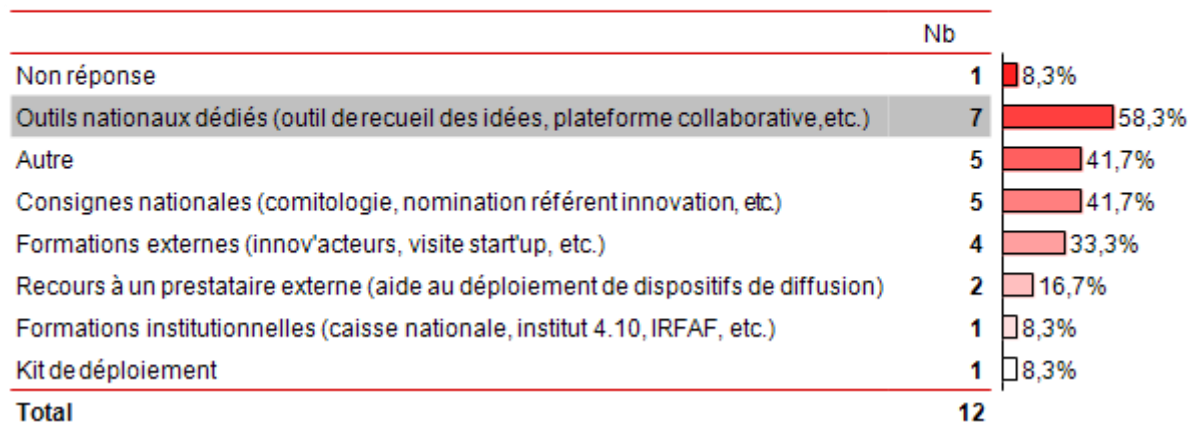 Nb
Non réponse 1 8,3%
Outils nationaux dédiés (outil de recueil des idées, plateforme collaborative,etc.) 7 58,3%
Autre 5 41,7%
Consignes nationales (comitologie, nomination référent innovation, etc.) 5 41,7%
Formations externes (innov'acteurs, visite start'up, etc.) 4 33,3%
Recours à un prestataire externe (aide au déploiement de dispositifs de diffusion) 2 16,7%
Formations institutionnelles (caisse nationale, institut 4.10, IRFAF, etc.) 1 8,3%
Kit de déploiement 1 8,3%
Total 12